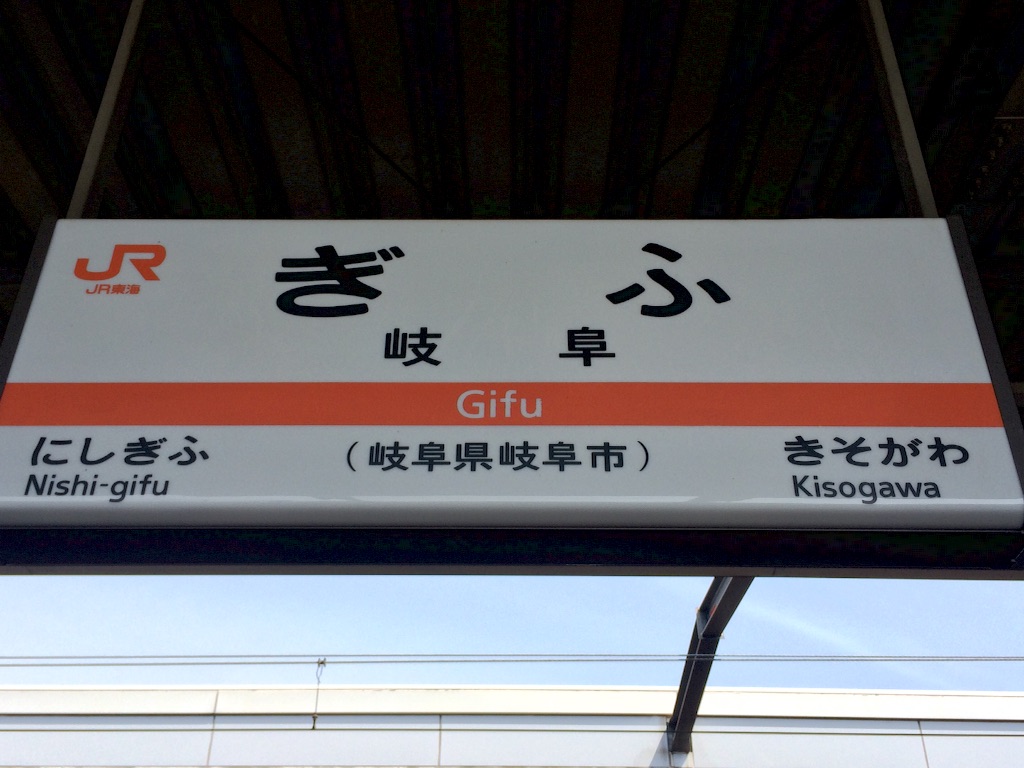 JR
JR東海
ぎふ
岐阜
Gifu
にしぎふ
Nishi-gifu
（岐阜県岐阜市）
きそがわ
Kisogawa